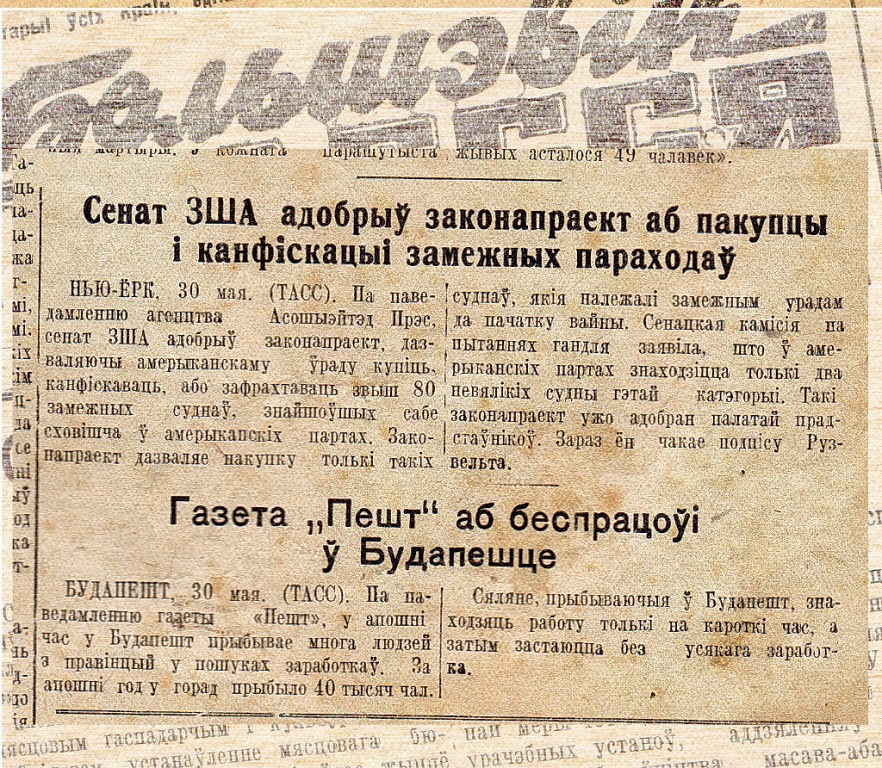 тарыі ўсіх краін,
Бальшэвік
парашутыста жывых асталося 49 чалавек».
Сенат ЗША адобрыў законапраект аб пакупцы
і канфіскацыі замежных параходаў
НЬЮ-ЁРК, 30 мая. (ТАСС). Па паве-
дамленню агенцтва Асошыэйтэд Прэс,
сенат ЗША адобрыў законапраект, даз-
валяючы амерыканскаму ўраду купіць,
канфіскаваць, або зафрахтаваць звыш 80
замежных суднаў, знайшоўшых сабе
сховішча ў амерыканскіх партах. Зако-
напраект дазваляе накупку толькі такіх
суднаў, якія належалі замежным урадам
да пачатку вайны. Сенацкая камісія па
пытаннях гандля заявіла, што ў аме-
рыканскіх партах знаходзіцца толькі два
невялікіх судны гэтай катэгорыі. Такі
законапраект ужо адобран палатай прад-
стаўнікоў. Зараз ён чакае подпісу Руз-
вельта.
Газета „Пешт“ аб беспрацоўі
ў Будапешце
БУДАПЕШТ, 30 мая. (ТАСС). Па па-
ведамленню газеты «Пешт», у апошні
час у Будапешт прыбывае многа людзей
з правінцый у пошуках заработкаў. За
апошні год у горад прыбыло 40 тысяч чал.
Сяляне, прыбываючыя ў Будапешт, зна-
ходзяць работу толькі на кароткі час, а
затым застаюцца без усякага заработ-
ка.
мясцовым гаспадарчым і
устанаўленне мясцовага бю-
урачэбных устаноў,
масава-аба